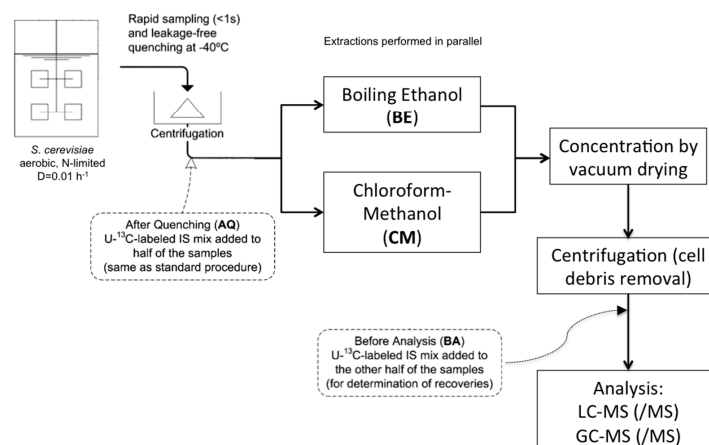 Rapid sampling (<1s)
and leakage-free
quenching at -40ºC
Extractions performed in parallel
Centrifugation
S. cerevisiae
aerobic, N-limited
D=0.01 h⁻¹
Boiling Ethanol
(BE)
Chloroform-
Methanol
(CM)
Concentration by
vacuum drying
After Quenching (AQ)
U-¹³C-labeled IS mix added to
half of the samples
(same as standard procedure)
Centrifugation (cell
debris removal)
Before Analysis (BA)
U-¹³C-labeled IS mix added to
the other half of the samples
(for determination of recoveries)
Analysis:
LC-MS (/MS)
GC-MS (/MS)